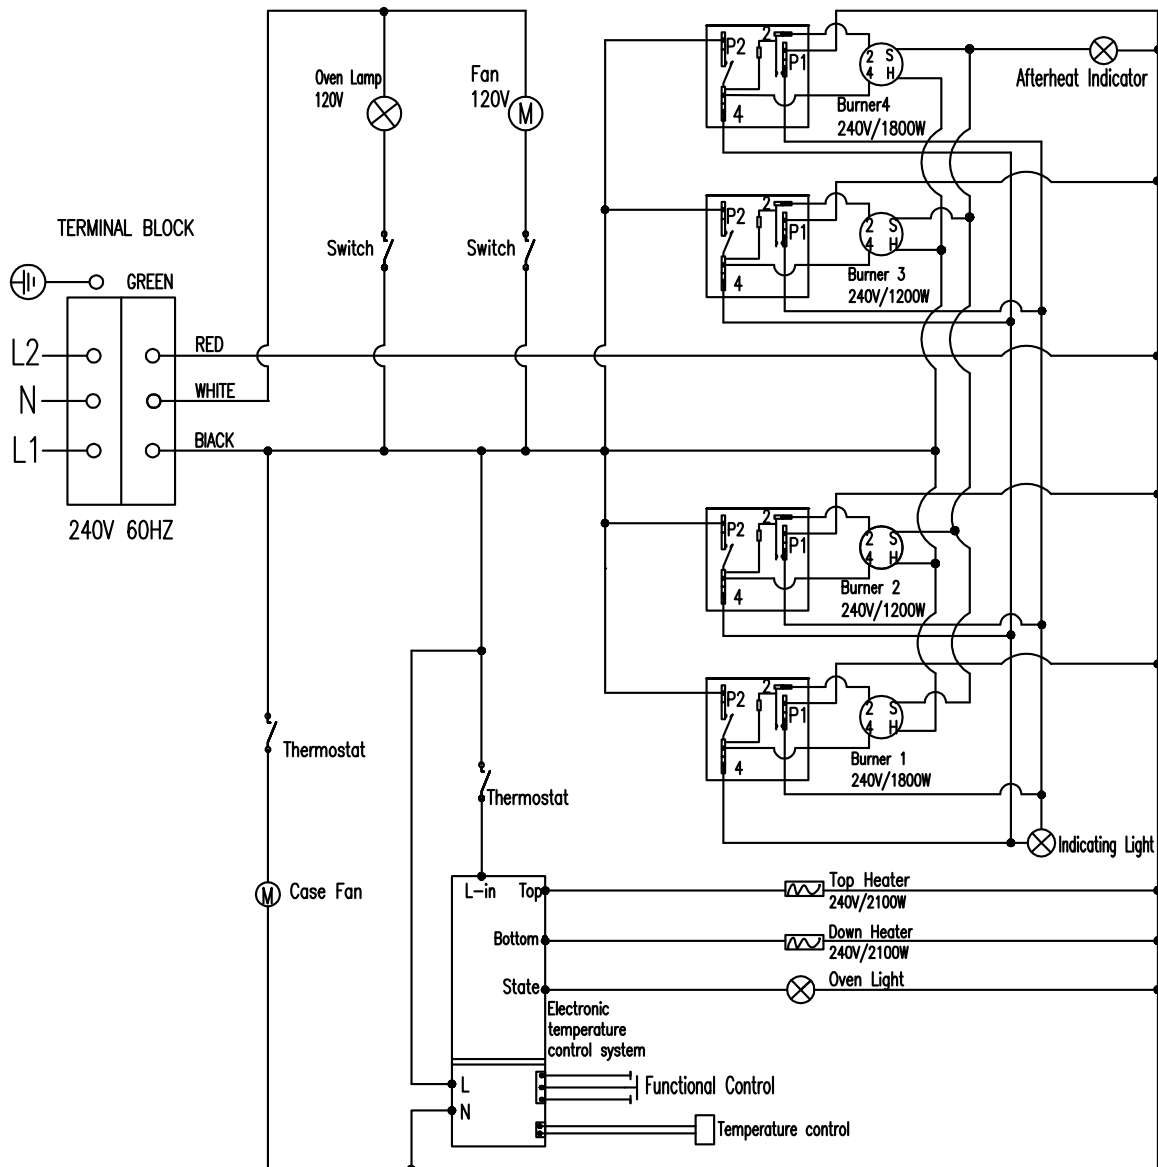 Oven Lamp
120V
Fan
120V
M
Switch
Switch
TERMINAL BLOCK
GREEN
L2
RED
N
WHITE
L1
BIACK
240V 60HZ
P2
2
P1
4
2 S
4 H
Burner4
240V/1800W
Afterheat Indicator
P2
2
P1
4
2 S
4 H
Burner 3
240V/1200W
P2
2
P1
4
2 S
4 H
Burner 2
240V/1200W
P2
2
P1
4
2 S
4 H
Burner 1
240V/1800W
Indicating Light
Thermostat
Thermostat
M
Case Fan
L-in
Top
Top Heater
240V/2100W
Bottom
Down Heater
240V/2100W
State
Oven Light
Electronic
temperature
control system
L
N
Functional Control
Temperature control